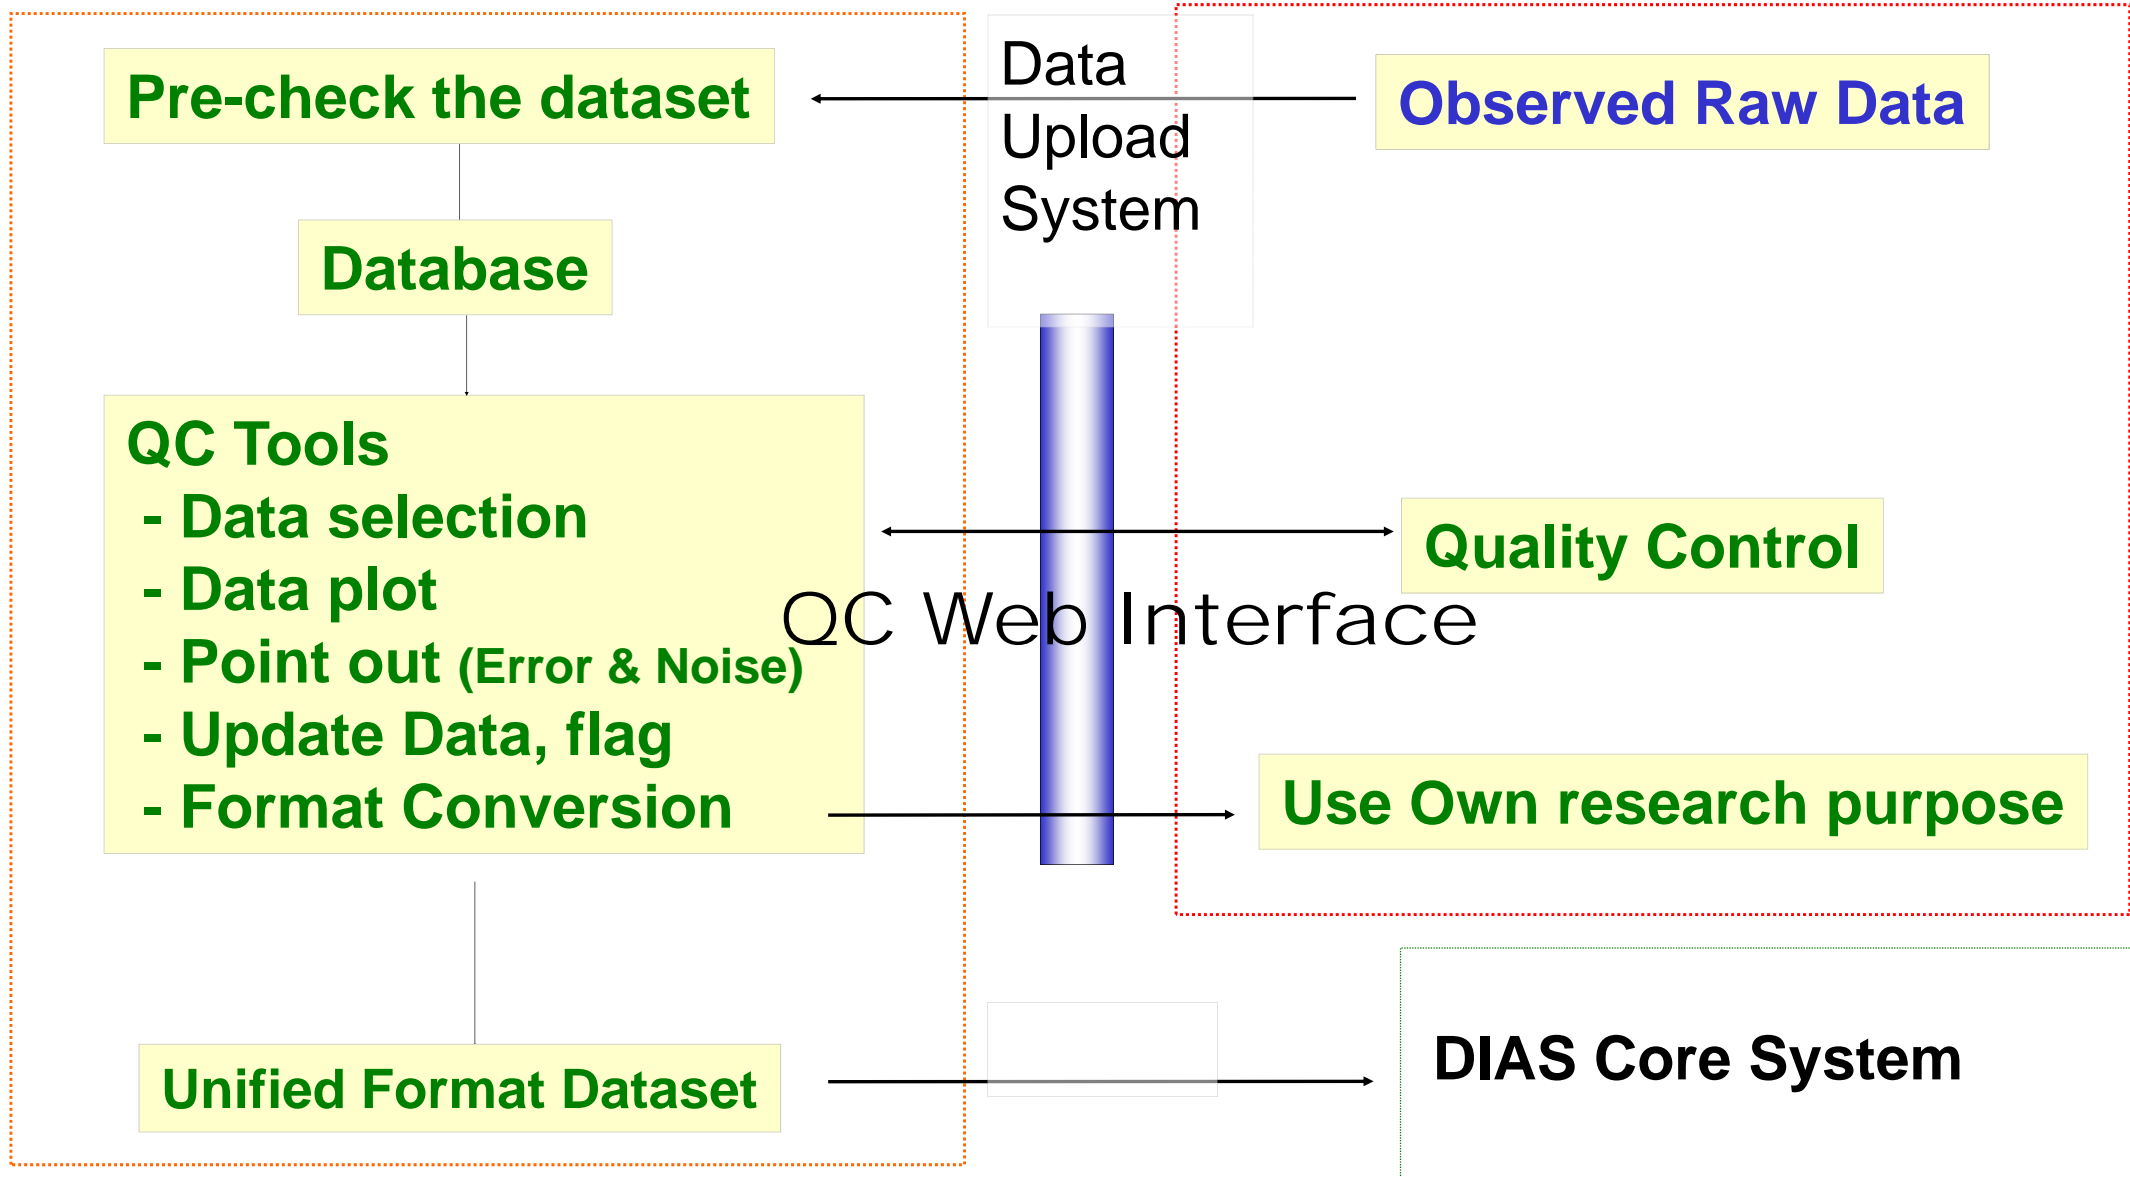 Pre-check the dataset
Data
Upload
System
Observed Raw Data
Database
QC Tools
- Data selection
- Data plot
- Point out (Error & Noise)
- Update Data, flag
- Format Conversion
Quality Control
QC Web Interface
Use Own research purpose
Unified Format Dataset
DIAS Core System